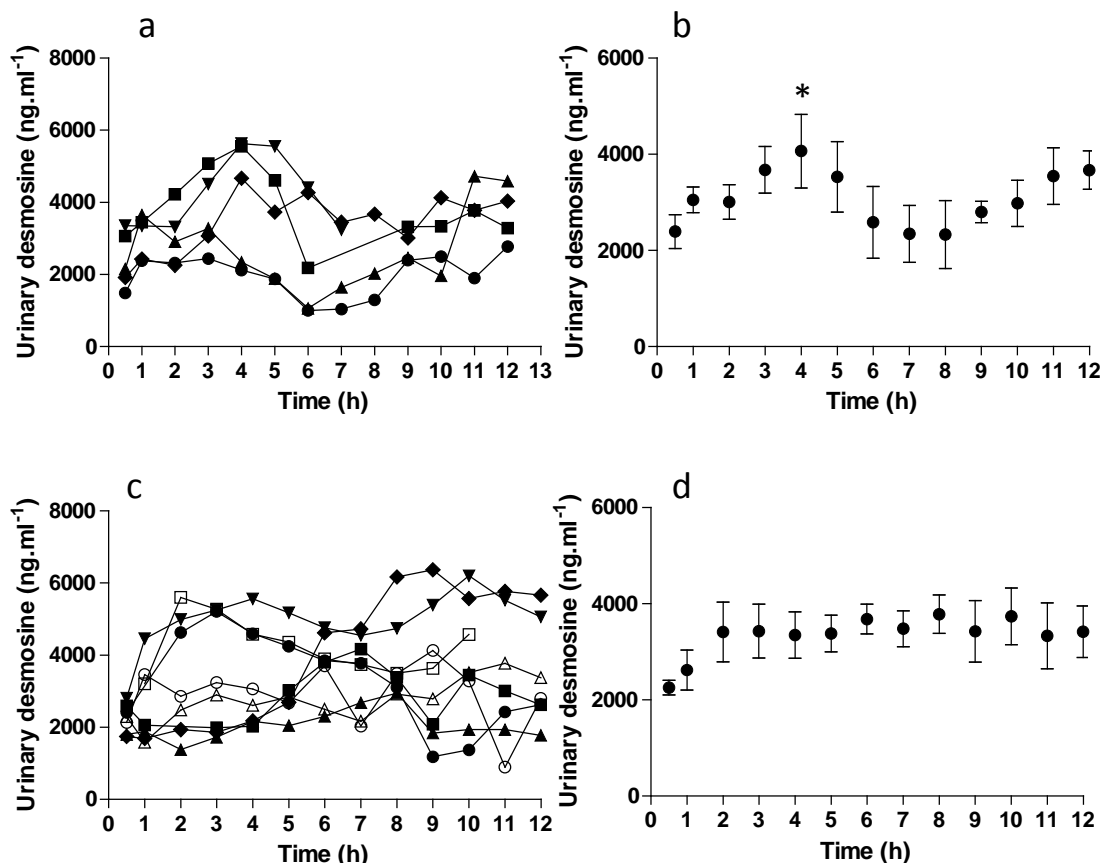 a
8000
6000
4000
2000
0
Urinary desmosine (ng.ml-1)
0 1 2 3 4 5 6 7 8 9 10 11 12 13
Time (h)
b
6000
4000
2000
0
Urinary desmosine (ng.ml-1)
*
0 1 2 3 4 5 6 7 8 9 10 11 12
Time (h)
c
8000
6000
4000
2000
0
Urinary desmosine (ng.ml-1)
0 1 2 3 4 5 6 7 8 9 10 11 12
Time (h)
d
6000
4000
2000
0
Urinary desmosine (ng.ml-1)
0 1 2 3 4 5 6 7 8 9 10 11 12
Time (h)